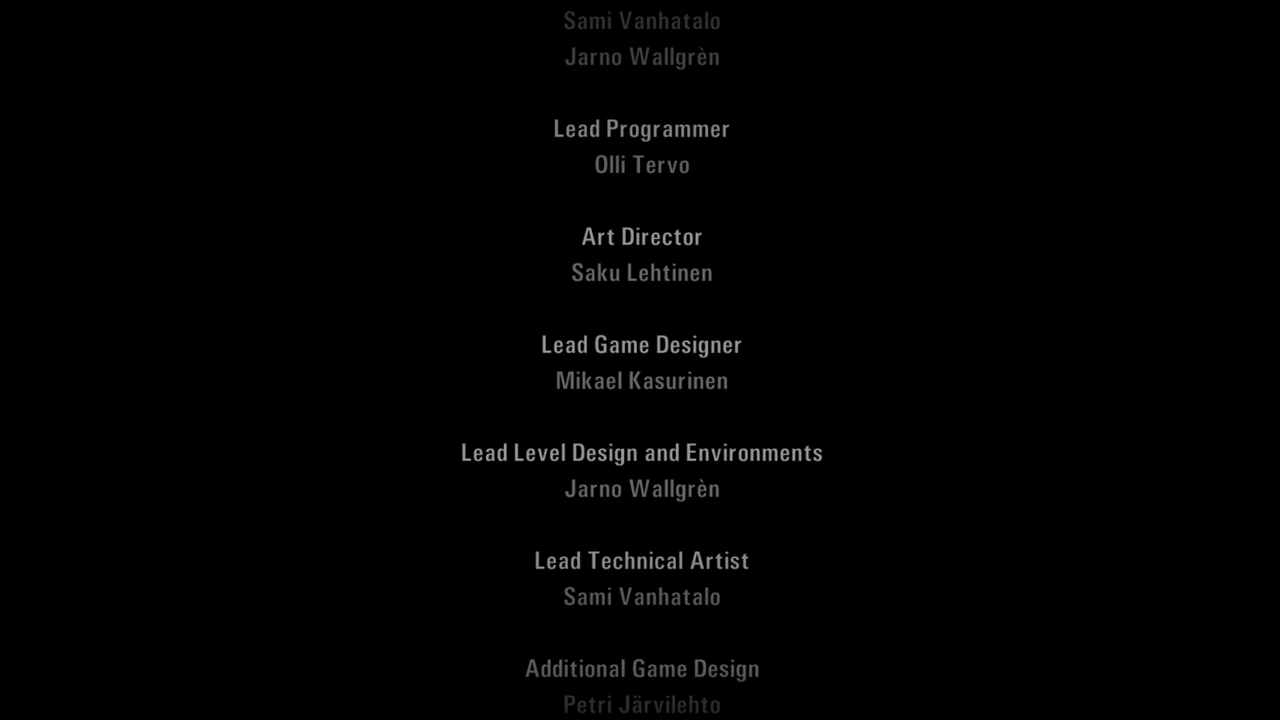 Sami Vanhatalo
Jarno Wallgrèn
Lead Programmer
Olli Tervo
Art Director
Saku Lehtinen
Lead Game Designer
Mikael Kasurinen
Lead Level Design and Environments
Jarno Wallgrèn
Lead Technical Artist
Sami Vanhatalo
Additional Game Design
Petri Järvilehto